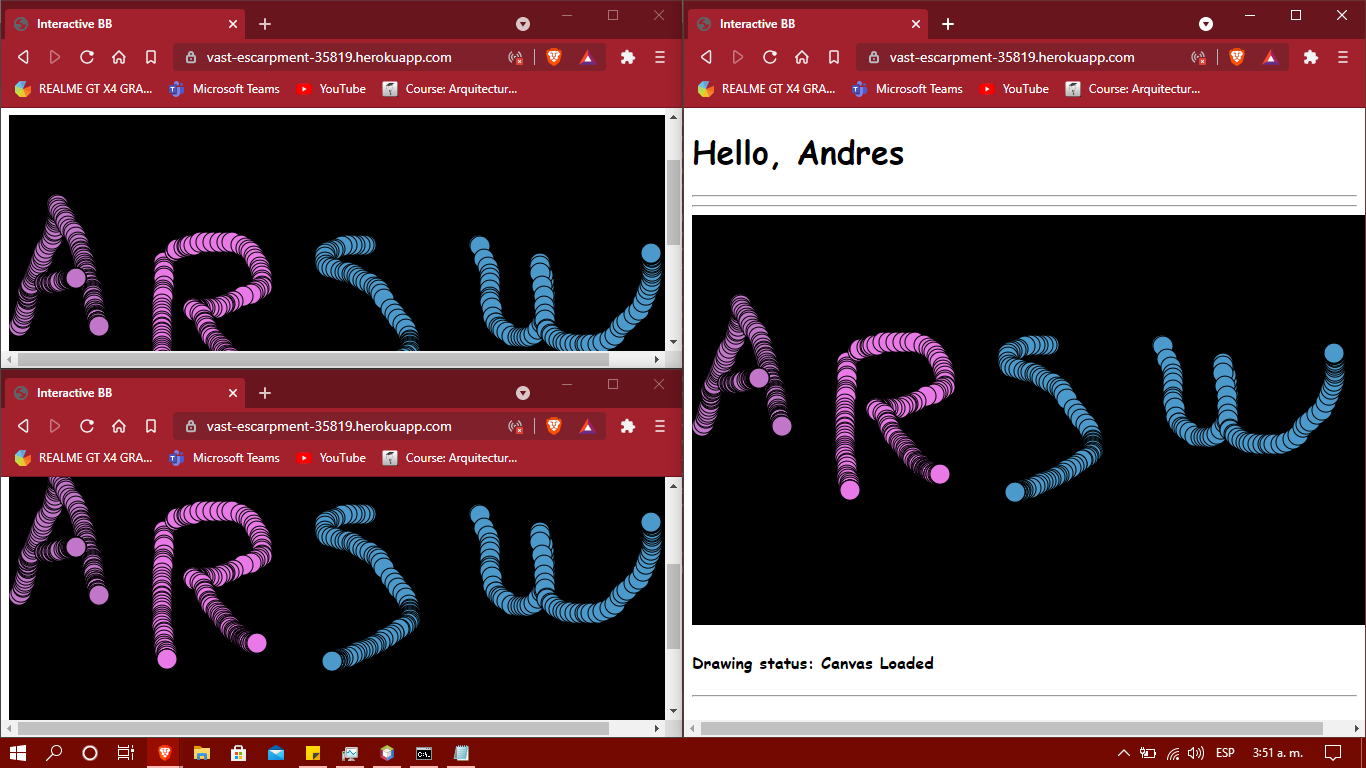 Interactive BB
vast-escarpment-35819.herokuapp.com
REALME GT X4 GRA... Microsoft Teams YouTube Course: Arquitectur...
ARSW
Interactive BB
vast-escarpment-35819.herokuapp.com
REALME GT X4 GRA... Microsoft Teams YouTube Course: Arquitectur...
ARSW
Interactive BB
vast-escarpment-35819.herokuapp.com
REALME GT X4 GRA... Microsoft Teams YouTube Course: Arquitectur...
Hello, Andres
ARSW
Drawing status: Canvas Loaded
ESP 3:51 a. m.